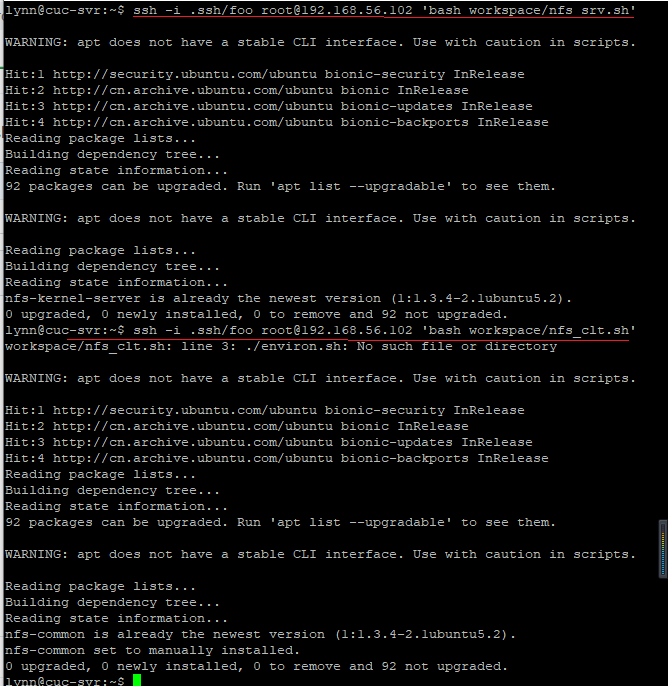 lynn@cuc-svr:~$ ssh -i .ssh/foo root@192.168.56.102 'bash workspace/nfs_srv.sh'
WARNING: apt does not have a stable CLI interface. Use with caution in scripts.
Hit:1 http://security.ubuntu.com/ubuntu bionic-security InRelease
Hit:2 http://cn.archive.ubuntu.com/ubuntu bionic InRelease
Hit:3 http://cn.archive.ubuntu.com/ubuntu bionic-updates InRelease
Hit:4 http://cn.archive.ubuntu.com/ubuntu bionic-backports InRelease
Reading package lists...
Building dependency tree...
Reading state information...
92 packages can be upgraded. Run 'apt list --upgradable' to see them.
WARNING: apt does not have a stable CLI interface. Use with caution in scripts.
Reading package lists...
Building dependency tree...
Reading state information...
nfs-kernel-server is already the newest version (1:1.3.4-2.1ubuntu5.2).
0 upgraded, 0 newly installed, 0 to remove and 92 not upgraded.
lynn@cuc-svr:~$ ssh -i .ssh/foo root@192.168.56.102 'bash workspace/nfs_clt.sh'
workspace/nfs_clt.sh: line 3: ./environ.sh: No such file or directory
WARNING: apt does not have a stable CLI interface. Use with caution in scripts.
Hit:1 http://security.ubuntu.com/ubuntu bionic-security InRelease
Hit:2 http://cn.archive.ubuntu.com/ubuntu bionic InRelease
Hit:3 http://cn.archive.ubuntu.com/ubuntu bionic-updates InRelease
Hit:4 http://cn.archive.ubuntu.com/ubuntu bionic-backports InRelease
Reading package lists...
Building dependency tree...
Reading state information...
92 packages can be upgraded. Run 'apt list --upgradable' to see them.
WARNING: apt does not have a stable CLI interface. Use with caution in scripts.
Reading package lists...
Building dependency tree...
Reading state information...
nfs-common is already the newest version (1:1.3.4-2.1ubuntu5.2).
nfs-common set to manually installed.
0 upgraded, 0 newly installed, 0 to remove and 92 not upgraded.
lynn@cuc-svr:~$